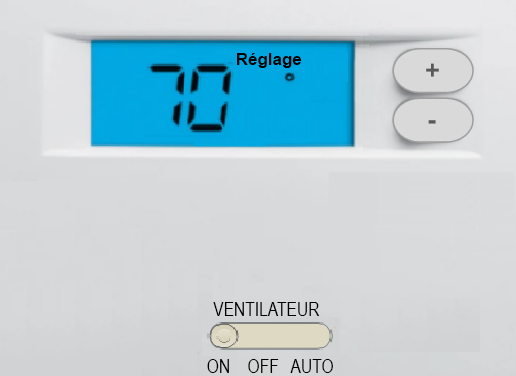 Réglage
70 °
+
-
VENTILATEUR
ON OFF AUTO